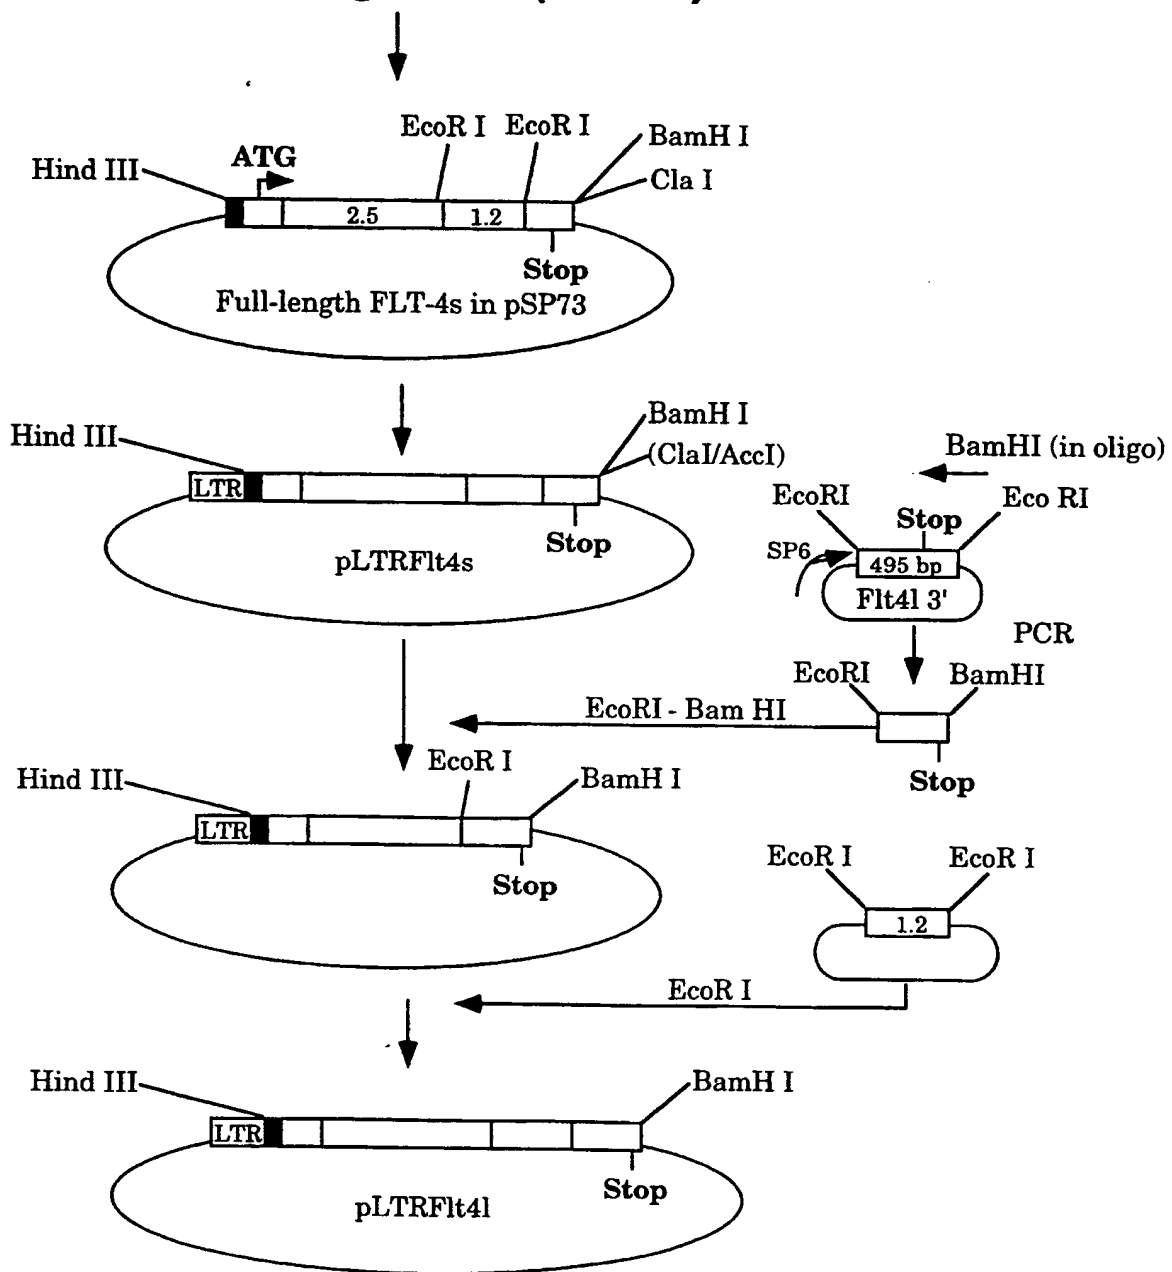 EcoR I EcoR I
BamH I
Hind III
ATG
Cla I
2.5
1.2
Stop
Full-length FLT-4s in pSP73
Hind III
BamH I
(ClaI/AccI)
LTR
Stop
pLTRFlt4s
BamHI (in oligo)
EcoRI
Eco RI
Stop
SP6
495 bp
Flt4l 3'
PCR
EcoRI
BamHI
EcoRI - Bam HI
Stop
Hind III
EcoR I
BamH I
LTR
Stop
EcoR I
EcoR I
1.2
EcoR I
Hind III
BamH I
LTR
Stop
pLTRFlt4l